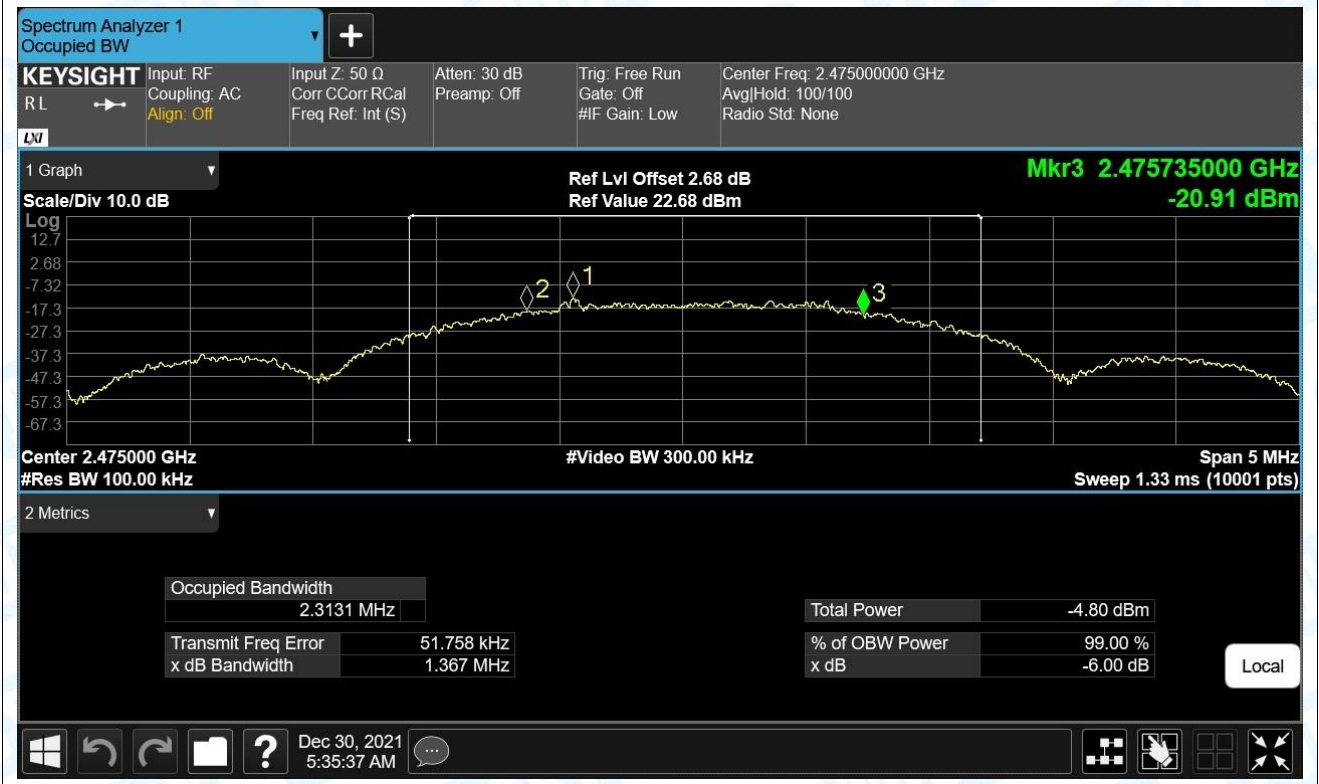 Spectrum Analyzer 1
Occupied BW
KEYSIGHT
R L
LXI
Input: RF
Coupling: AC
Align: Off
Input Z: 50 Ω
Corr CCorr RCal
Freq Ref: Int (S)
Atten: 30 dB
Preamp: Off
Trig: Free Run
Gate: Off
#IF Gain: Low
Center Freq: 2.475000000 GHz
Avg|Hold: 100/100
Radio Std: None
1 Graph
Scale/Div 10.0 dB
Ref Lvl Offset 2.68 dB
Ref Value 22.68 dBm
Mkr3 2.475735000 GHz
-20.91 dBm
Log
12.7
2.68
-7.32
-17.3
-27.3
-37.3
-47.3
-57.3
-67.3
2
1
3
Center 2.475000 GHz
#Video BW 300.00 kHz
Span 5 MHz
#Res BW 100.00 kHz
Sweep 1.33 ms (10001 pts)
2 Metrics
Occupied Bandwidth
2.3131 MHz
Transmit Freq Error 51.758 kHz
x dB Bandwidth 1.367 MHz
Total Power -4.80 dBm
% of OBW Power 99.00 %
x dB -6.00 dB
Local
?
Dec 30, 2021
5:35:37 AM